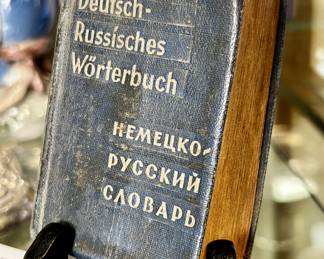 Deutsch-
Russisches
Wörterbuch
НЕМЕЦКО-
РУССКИЙ
СЛОВАРЬ